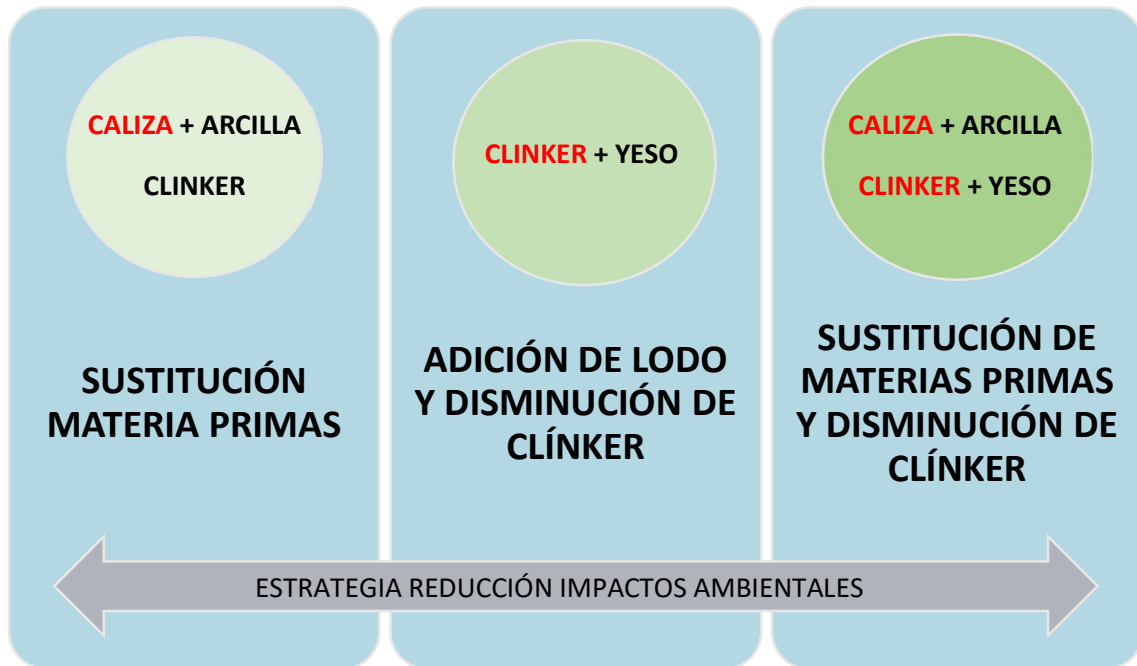 CALIZA + ARCILLA
CLINKER
SUSTITUCIÓN
MATERIA PRIMAS
CLINKER + YESO
ADICIÓN DE LODO
Y DISMINUCIÓN DE
CLÍNKER
CALIZA + ARCILLA
CLINKER + YESO
SUSTITUCIÓN DE
MATERIAS PRIMAS
Y DISMINUCIÓN DE
CLÍNKER
ESTRATEGIA REDUCCIÓN IMPACTOS AMBIENTALES